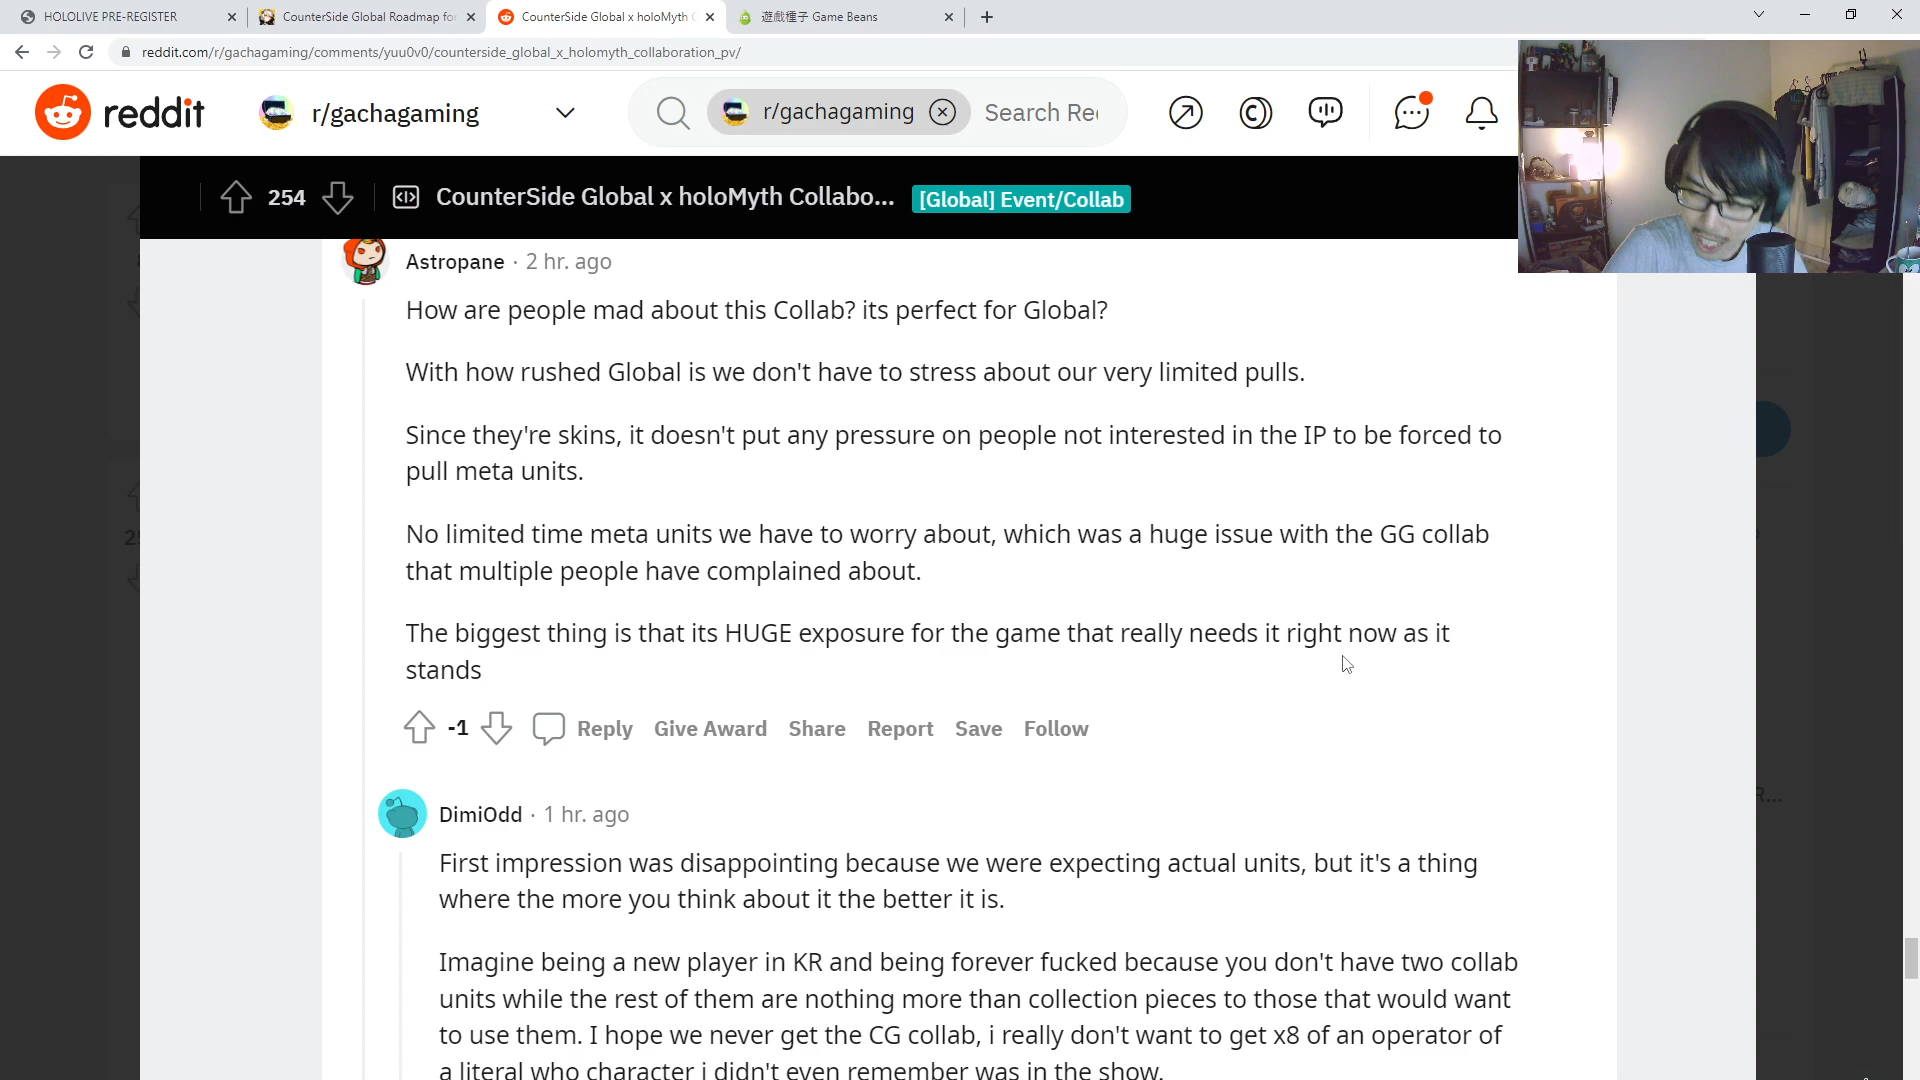 HOLOLIVE PRE-REGISTER
CounterSide Global Roadmap for
CounterSide Global x holoMyth C
遊戲種子 Game Beans
reddit.com/r/gachagaming/comments/yuu0v0/counterside_global_x_holomyth_collaboration_pv/
reddit
r/gachagaming
r/gachagaming
Search Re
254
CounterSide Global x holoMyth Collabo...
[Global] Event/Collab
Astropane · 2 hr. ago
How are people mad about this Collab? its perfect for Global?
With how rushed Global is we don't have to stress about our very limited pulls.
Since they're skins, it doesn't put any pressure on people not interested in the IP to be forced to
pull meta units.
No limited time meta units we have to worry about, which was a huge issue with the GG collab
that multiple people have complained about.
The biggest thing is that its HUGE exposure for the game that really needs it right now as it
stands
-1
Reply
Give Award
Share
Report
Save
Follow
DimiOdd · 1 hr. ago
First impression was disappointing because we were expecting actual units, but it's a thing
where the more you think about it the better it is.
Imagine being a new player in KR and being forever fucked because you don't have two collab
units while the rest of them are nothing more than collection pieces to those that would want
to use them. I hope we never get the CG collab, i really don't want to get x8 of an operator of
a literal who character i didn't even remember was in the show.